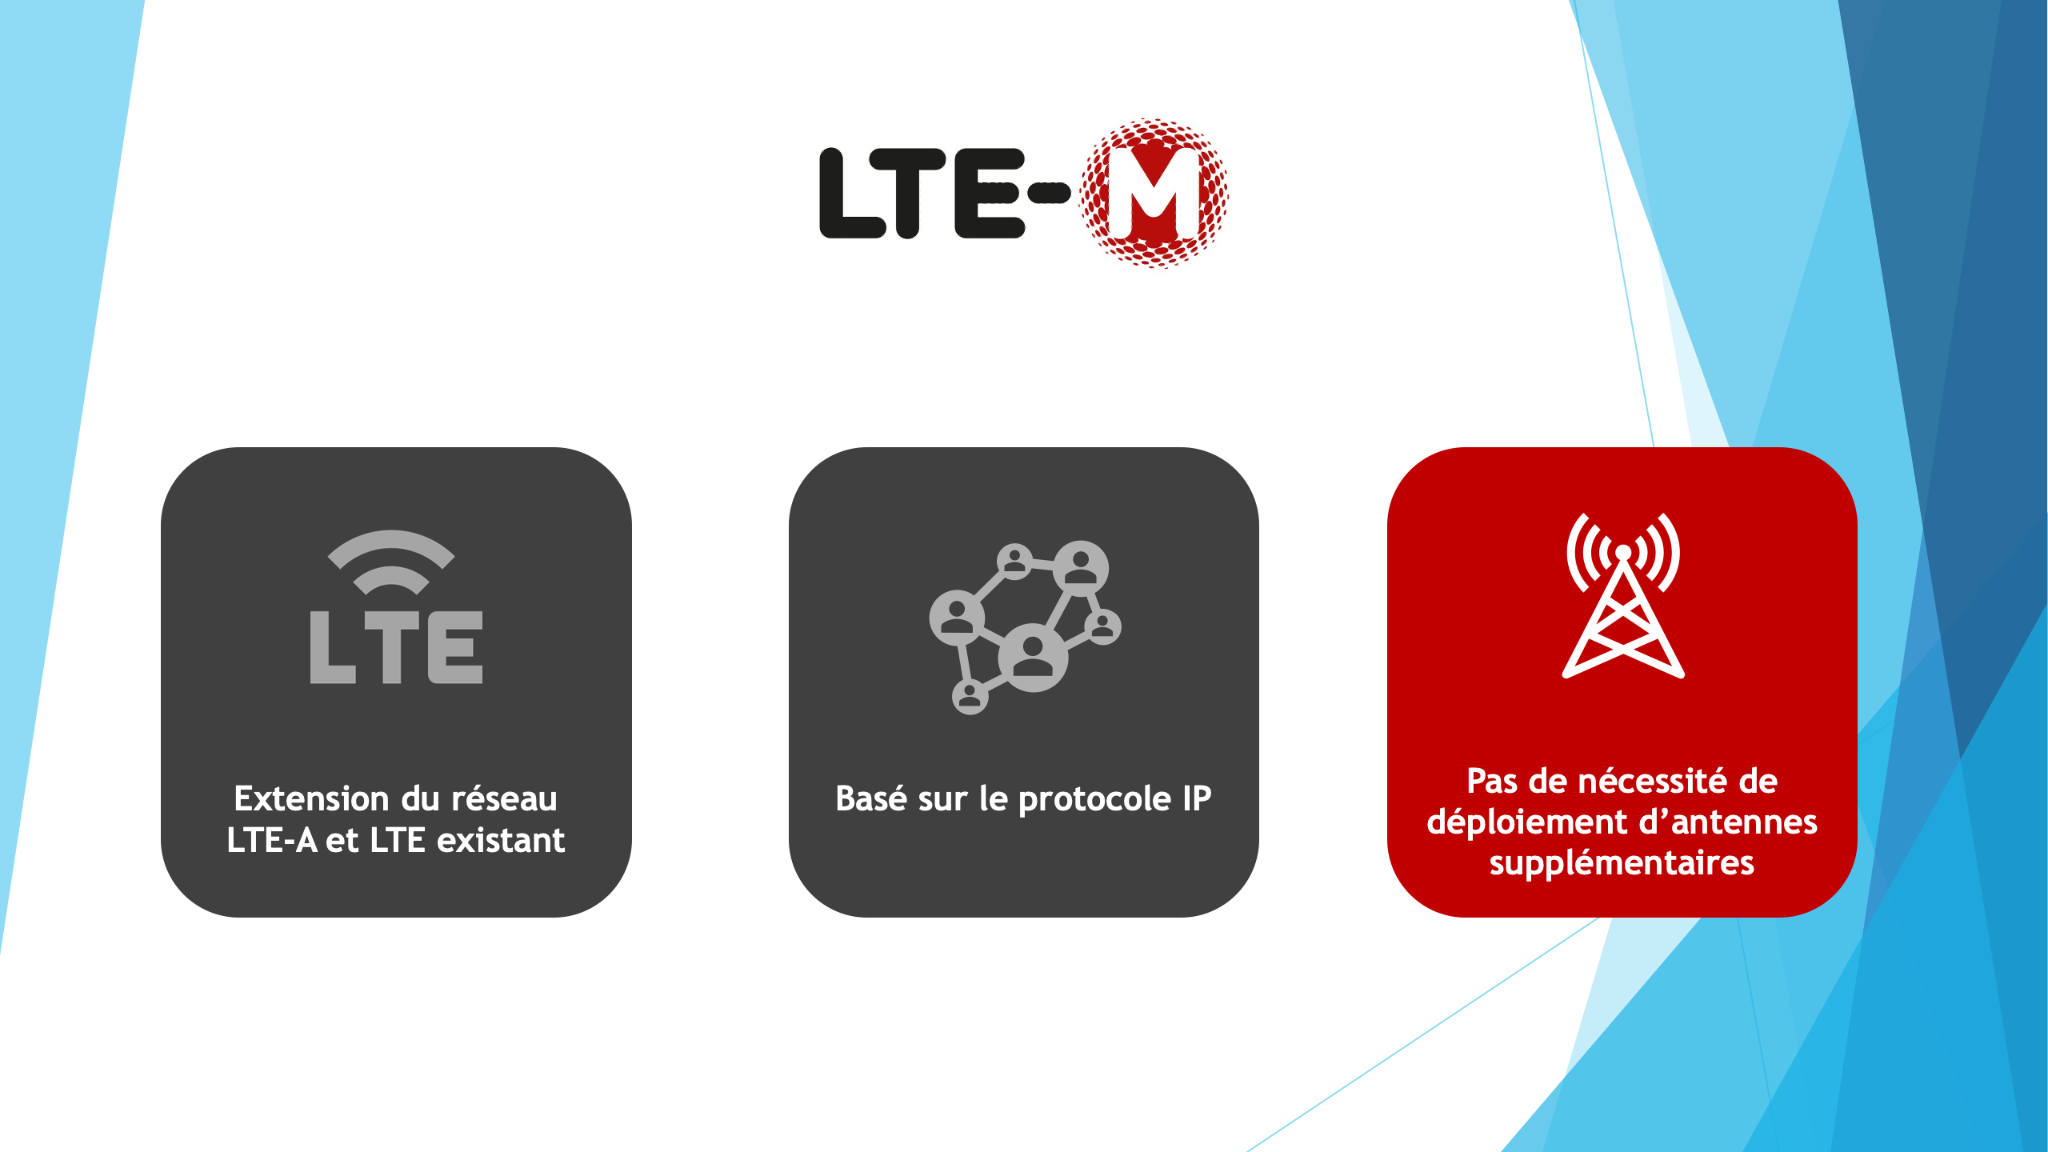 LTE-M
LTE
Extension du réseau
LTE-A et LTE existant
Basé sur le protocole IP
Pas de nécessité de
déploiement d’antennes
supplémentaires